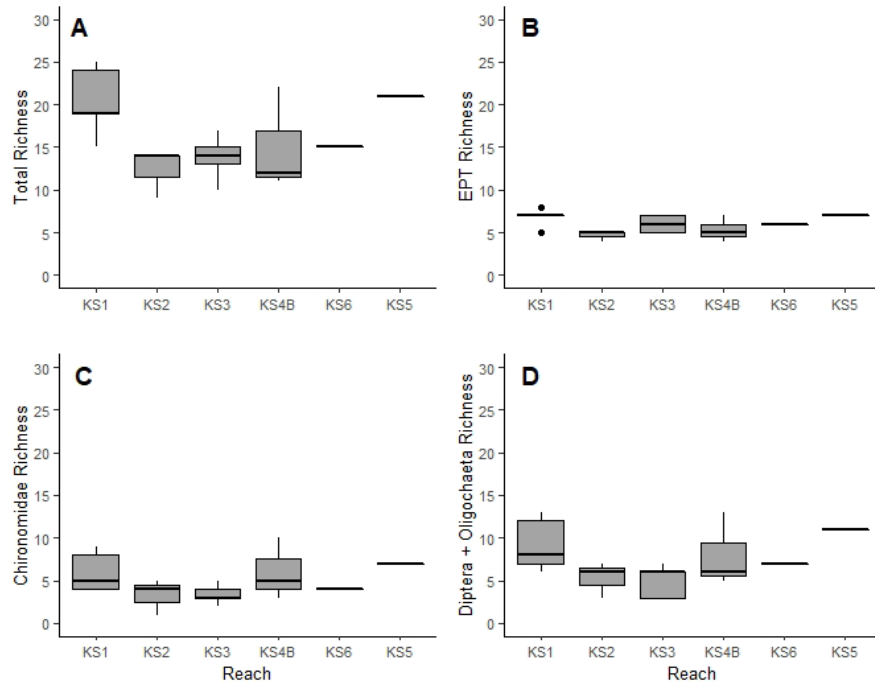 A
Total Richness
30
25
20
15
10
5
0
KS1 KS2 KS3 KS4B KS6 KS5
B
EPT Richness
30
25
20
15
10
5
0
KS1 KS2 KS3 KS4B KS6 KS5
C
Chironomidae Richness
30
25
20
15
10
5
0
KS1 KS2 KS3 KS4B KS6 KS5
Reach
D
Diptera + Oligochaeta Richness
30
25
20
15
10
5
0
KS1 KS2 KS3 KS4B KS6 KS5
Reach